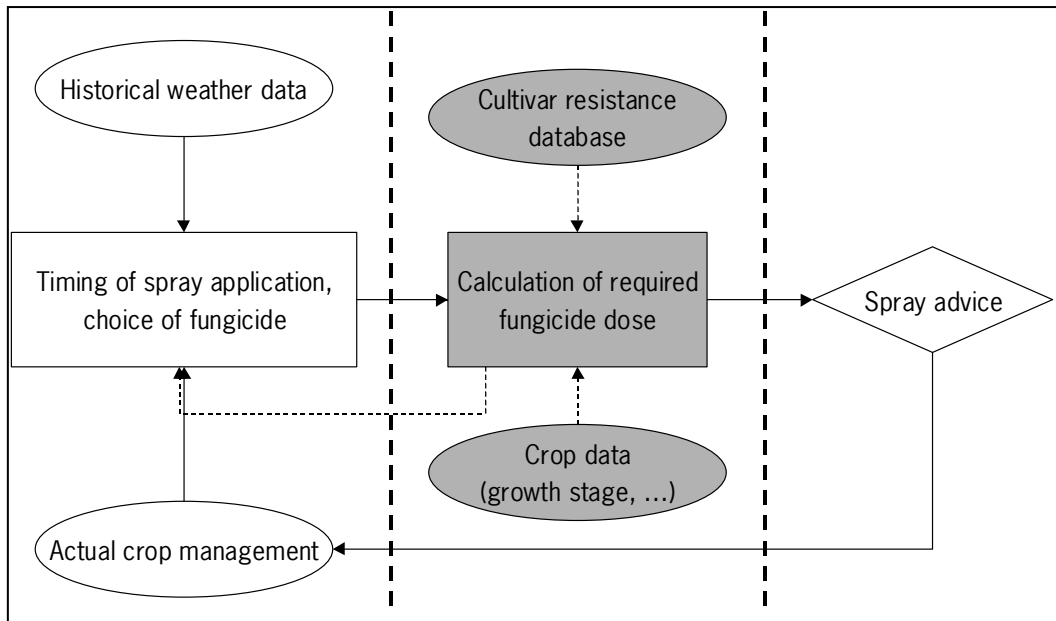 Historical weather data
Cultivar resistance
database
Timing of spray application,
choice of fungicide
Calculation of required
fungicide dose
Spray advice
Crop data
(growth stage, ...)
Actual crop management